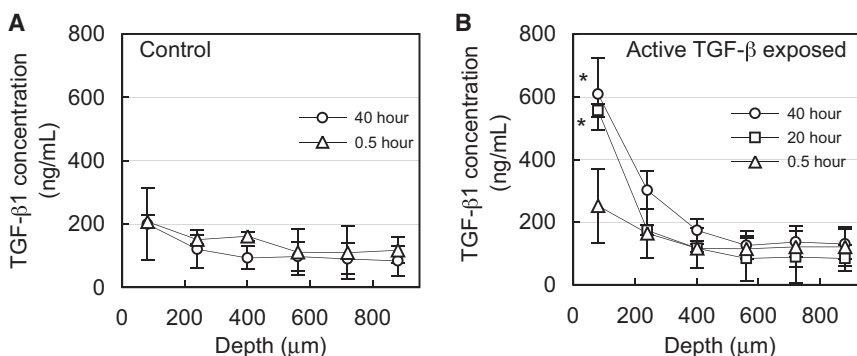 A
Control
800
600
400
200
0
0 200 400 600 800
TGF-β1 concentration
(ng/mL)
Depth (μm)
40 hour
0.5 hour
B
Active TGF-β exposed
800
600
400
200
0
0 200 400 600 800
TGF-β1 concentration
(ng/mL)
Depth (μm)
*
*
40 hour
20 hour
0.5 hour